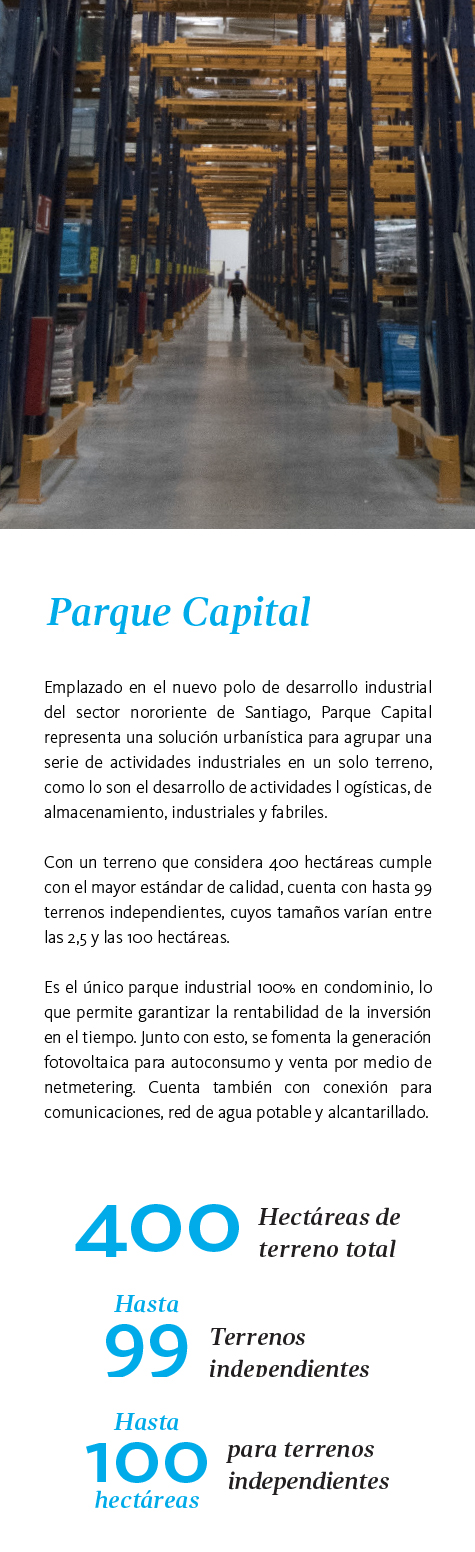 Parque Capital
Emplazado en el nuevo polo de desarrollo industrial
del sector nororiente de Santiago, Parque Capital
representa una solución urbanística para agrupar una
serie de actividades industriales en un solo terreno,
como lo son el desarrollo de actividades l ogísticas, de
almacenamiento, industriales y fabriles.
Con un terreno que considera 400 hectáreas cumple
con el mayor estándar de calidad, cuenta con hasta 99
terrenos independientes, cuyos tamaños varían entre
las 2,5 y las 100 hectáreas.
Es el único parque industrial 100% en condominio, lo
que permite garantizar la rentabilidad de la inversión
en el tiempo. Junto con esto, se fomenta la generación
fotovoltaica para autoconsumo y venta por medio de
netmetering. Cuenta también con conexión para
comunicaciones, red de agua potable y alcantarillado.
400 Hectáreas de
terreno total
Hasta
99 Terrenos
independientes
Hasta
100 para terrenos
independientes
hectáreas